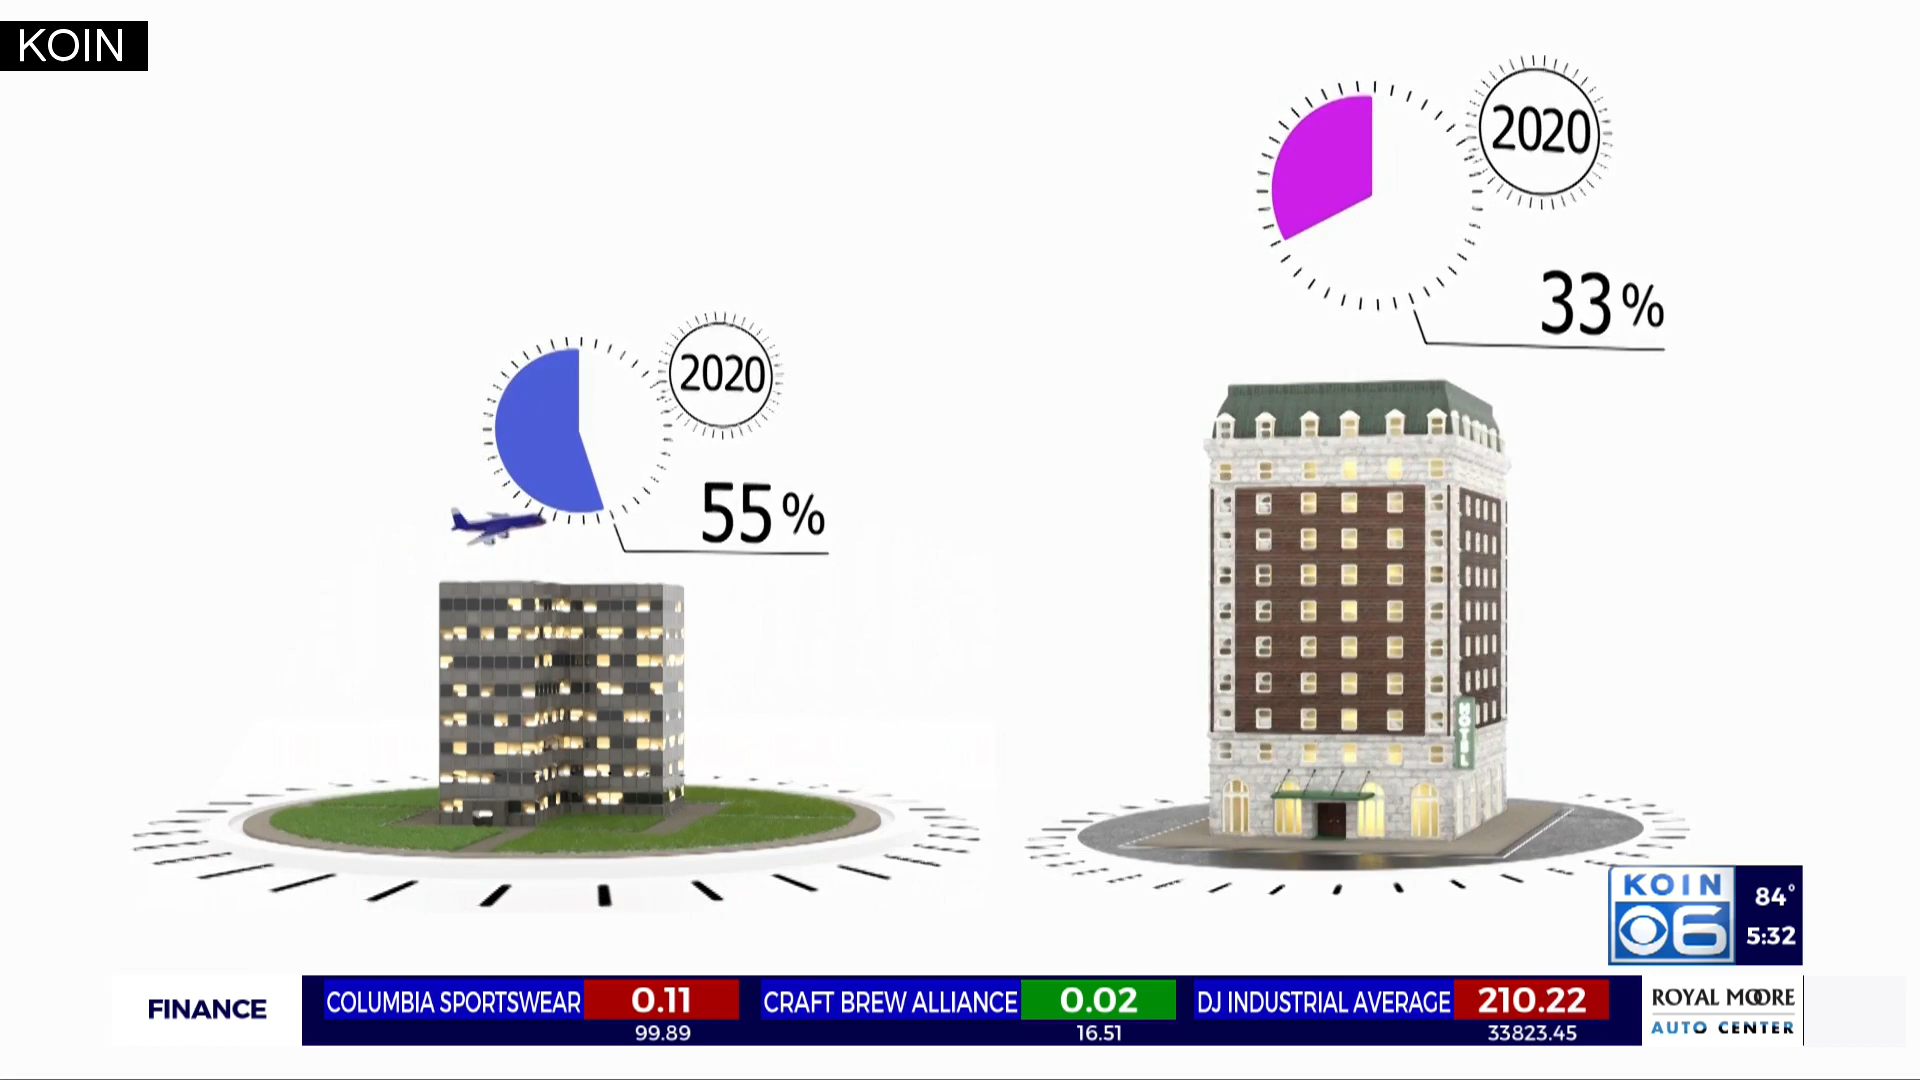 KOIN
2020
33%
2020
55%
HOTEL
KOIN
6
84°
5:32
FINANCE
COLUMBIA SPORTSWEAR 0.11
99.89
CRAFT BREW ALLIANCE 0.02
16.51
DJ INDUSTRIAL AVERAGE 210.22
33823.45
ROYAL MOORE
AUTO CENTER